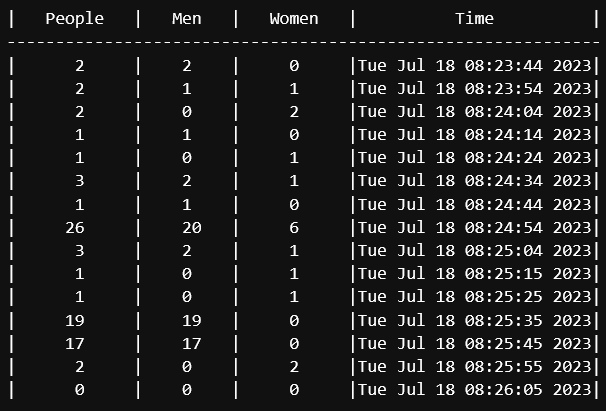 |   People   |   Men   |   Women   |          Time          |
-------------------------------------------------------------
|      2     |    2    |     0     |Tue Jul 18 08:23:44 2023|
|      2     |    1    |     1     |Tue Jul 18 08:23:54 2023|
|      2     |    0    |     2     |Tue Jul 18 08:24:04 2023|
|      1     |    1    |     0     |Tue Jul 18 08:24:14 2023|
|      1     |    0    |     1     |Tue Jul 18 08:24:24 2023|
|      3     |    2    |     1     |Tue Jul 18 08:24:34 2023|
|      1     |    1    |     0     |Tue Jul 18 08:24:44 2023|
|     26     |    20   |     6     |Tue Jul 18 08:24:54 2023|
|      3     |    2    |     1     |Tue Jul 18 08:25:04 2023|
|      1     |    0    |     1     |Tue Jul 18 08:25:15 2023|
|      1     |    0    |     1     |Tue Jul 18 08:25:25 2023|
|     19     |    19   |     0     |Tue Jul 18 08:25:35 2023|
|     17     |    17   |     0     |Tue Jul 18 08:25:45 2023|
|      2     |    0    |     2     |Tue Jul 18 08:25:55 2023|
|      0     |    0    |     0     |Tue Jul 18 08:26:05 2023|